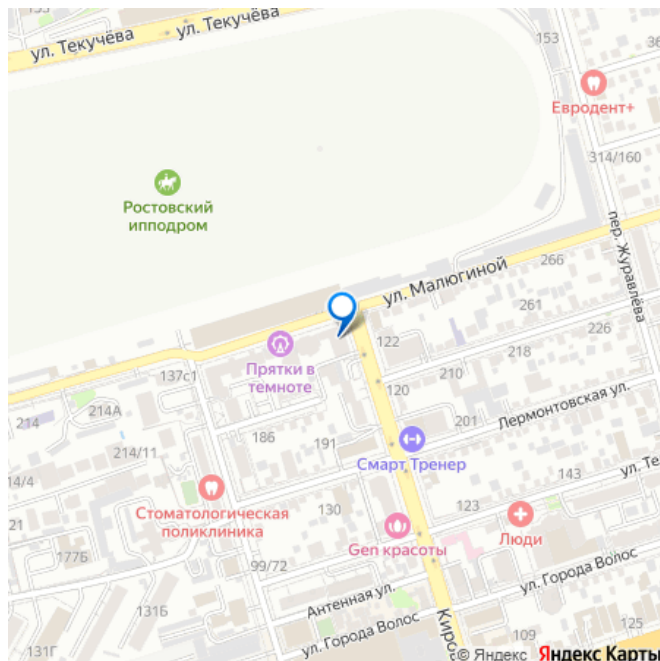 ул. Текучёва
ул. Текучёва
153
Евродент+
314/160
Ростовский
ипподром
пер. Журавлёва
ул. Малюгиной
266
261
226
122
218
210
120
Прятки в
темноте
137с1
214
214А
Лермонтовская ул.
201
186
191
214/11
Смарт Тренер
ул. Те
143
14/4
Стоматологическая
поликлиника
130
123
21
Gen красоты
Люди
177Б
99/72
ул. Города Волос
Антенная ул.
131Б
ул. Города Волос
Киров
109
125
131Г
© Яндекс Яндекс Карты